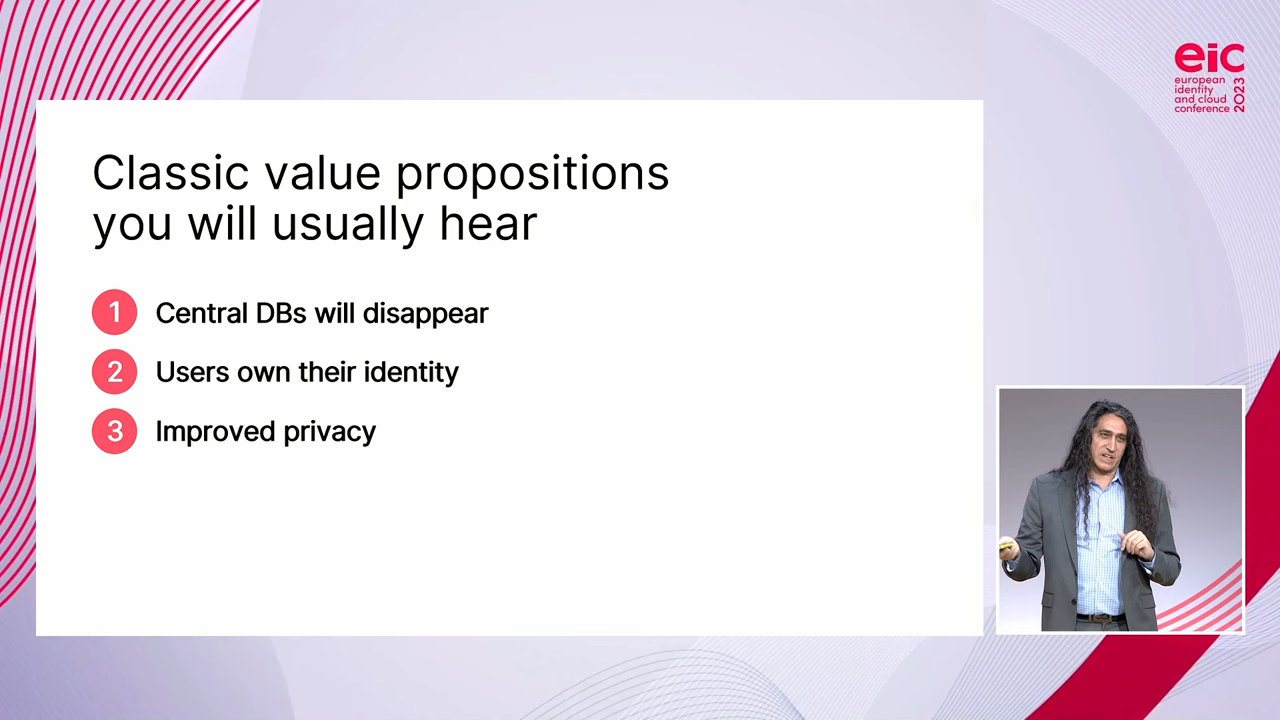 eic
european
identity
and cloud
conference
2023
Classic value propositions
you will usually hear
1 Central DBs will disappear
2 Users own their identity
3 Improved privacy